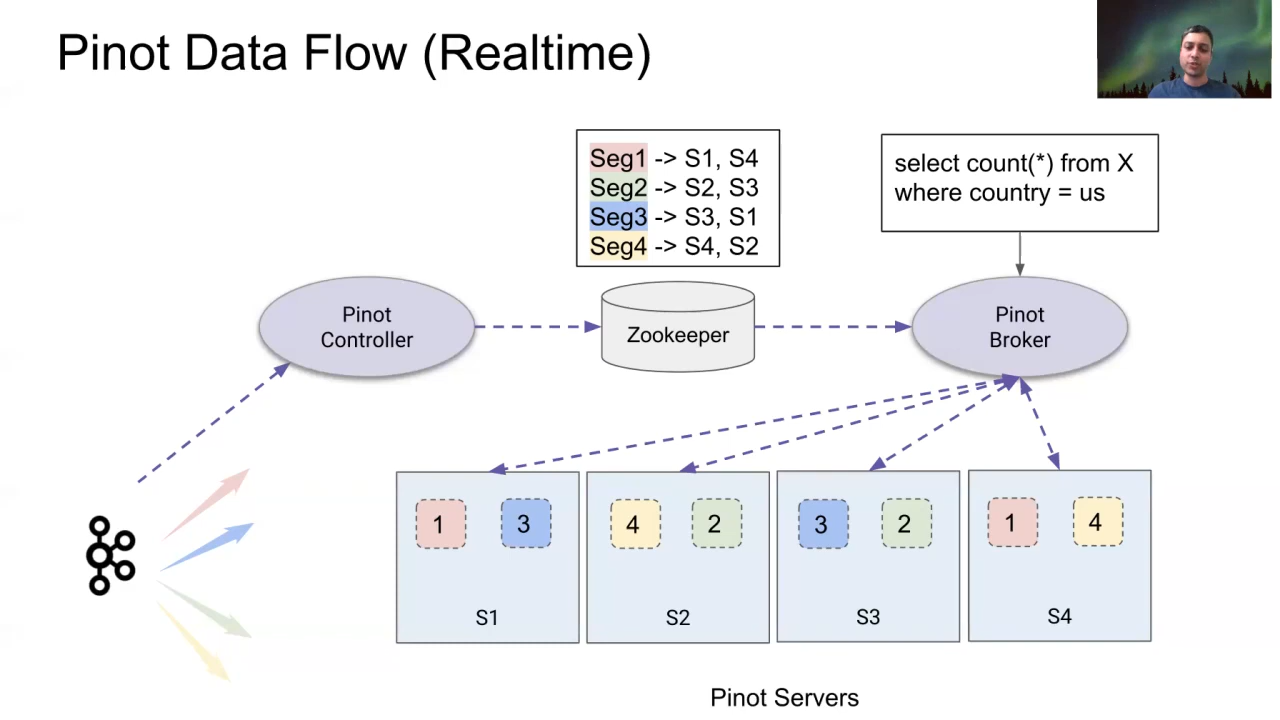 Pinot Data Flow (Realtime)
Seg1 -> S1, S4
Seg2 -> S2, S3
Seg3 -> S3, S1
Seg4 -> S4, S2
select count(*) from X
where country = us
Pinot
Controller
Zookeeper
Pinot
Broker
1
3
S1
4
2
S2
3
2
S3
1
4
S4
Pinot Servers